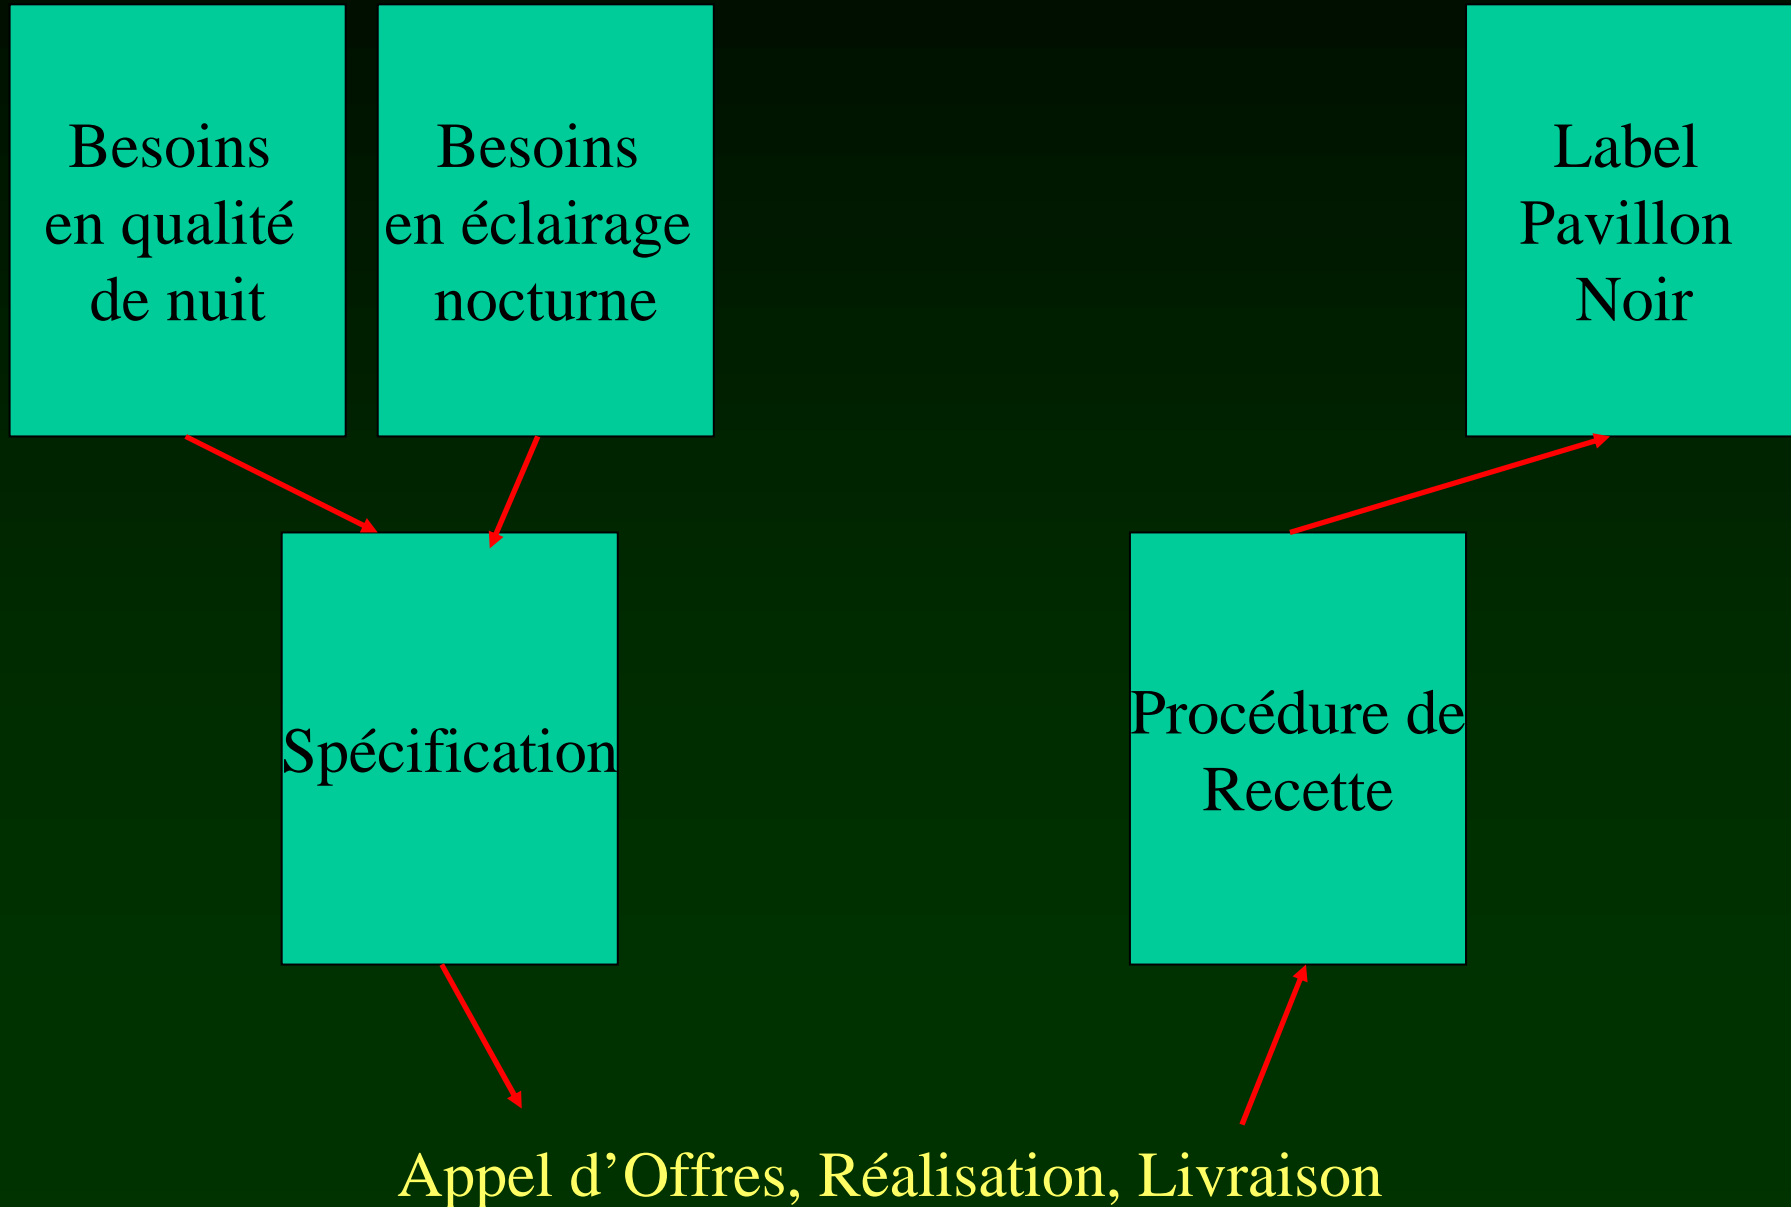 Besoins
en qualité
de nuit
Besoins
en éclairage
nocturne
Label
Pavillon
Noir
Spécification
Procédure de
Recette
Appel d’Offres, Réalisation, Livraison